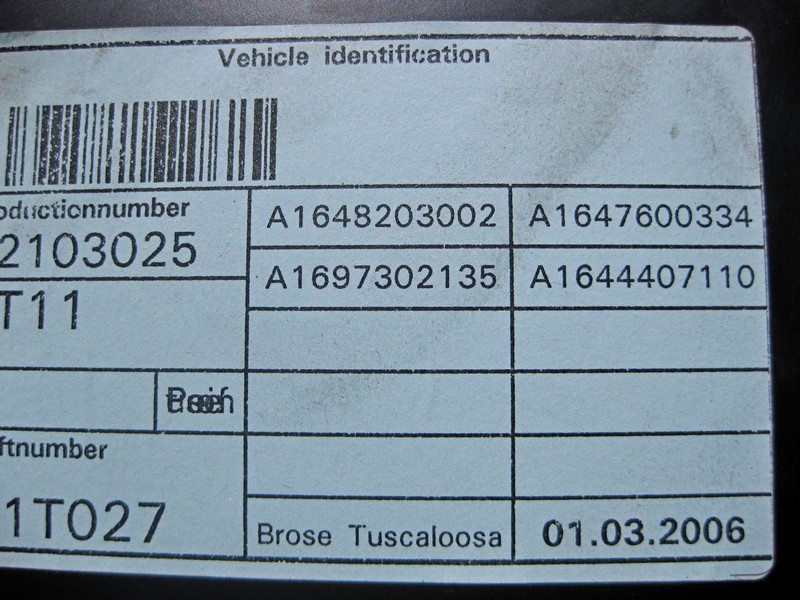 Vehicle identification
oductionnumber
2103025
A1648203002 A1647600334
A1697302135 A1644407110
T11
ftnumber
1T027
Brose Tuscaloosa 01.03.2006